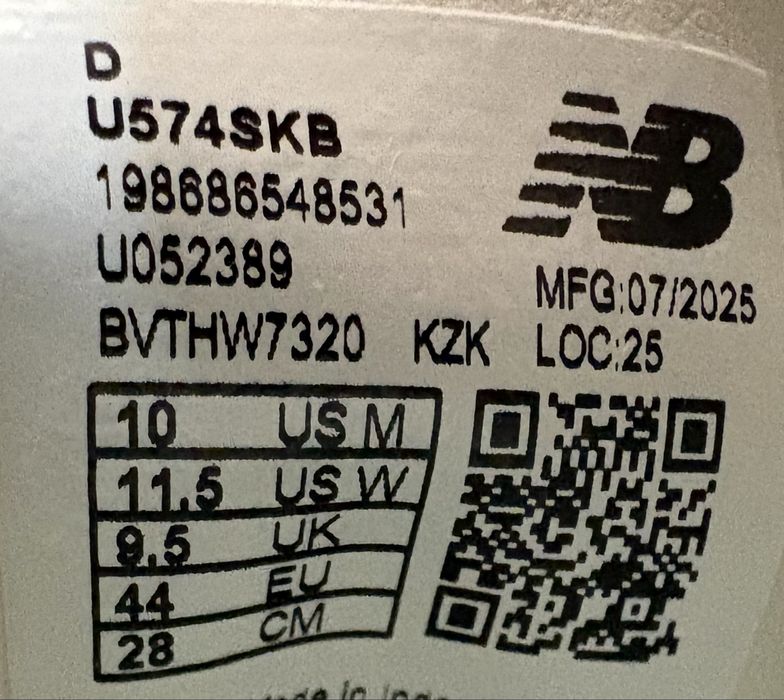 D
U574SKB
198686548531
U052389
BVTHW7320 KZK
NB
MFG:07/2025
LOC:25
10 US M
11.5 US W
9.5 UK
44 EU
28 CM